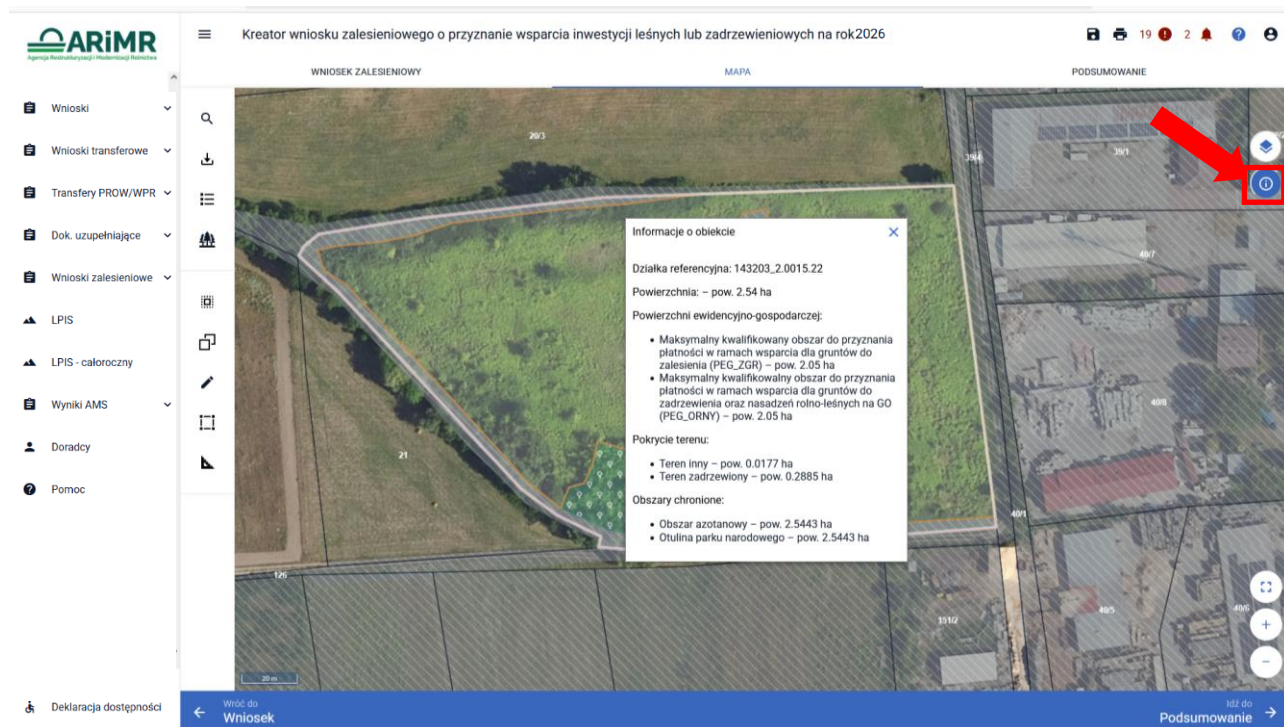 ARiMR
Agencja Restrukturyzacji i Modernizacji Rolnictwa
Kreator wniosku zalesieniowego o przyznanie wsparcia inwestycji leśnych lub zadrzewieniowych na rok2026
19
2
WNIOSEK ZALESIENIOWY
MAPA
PODSUMOWANIE
Wnioski
Wnioski transferowe
Transfery PROW/WPR
Dok. uzupełniające
Wnioski zalesieniowe
LPIS
LPIS - całoroczny
Wyniki AMS
Doradcy
Pomoc
Deklaracja dostępności
20/3
39/4
39/1
40/7
40/8
40/1
40/5
40/6
151/2
21
126
20 m
Informacje o obiekcie
Działka referencyjna: 143203_2.0015.22
Powierzchnia: – pow. 2.54 ha
Powierzchni ewidencyjno-gospodarczej:
• Maksymalny kwalifikowany obszar do przyznania
płatności w ramach wsparcia dla gruntów do
zalesienia (PEG_ZGR) – pow. 2.05 ha
• Maksymalny kwalifikowalny obszar do przyznania
płatności w ramach wsparcia dla gruntów do
zadrzewienia oraz nasadzeń rolno-leśnych na GO
(PEG_ORNY) – pow. 2.05 ha
Pokrycie terenu:
• Teren inny – pow. 0.0177 ha
• Teren zadrzewiony – pow. 0.2885 ha
Obszary chronione:
• Obszar azotanowy – pow. 2.5443 ha
• Otulina parku narodowego – pow. 2.5443 ha
Wróć do
Wniosek
Idź do
Podsumowanie